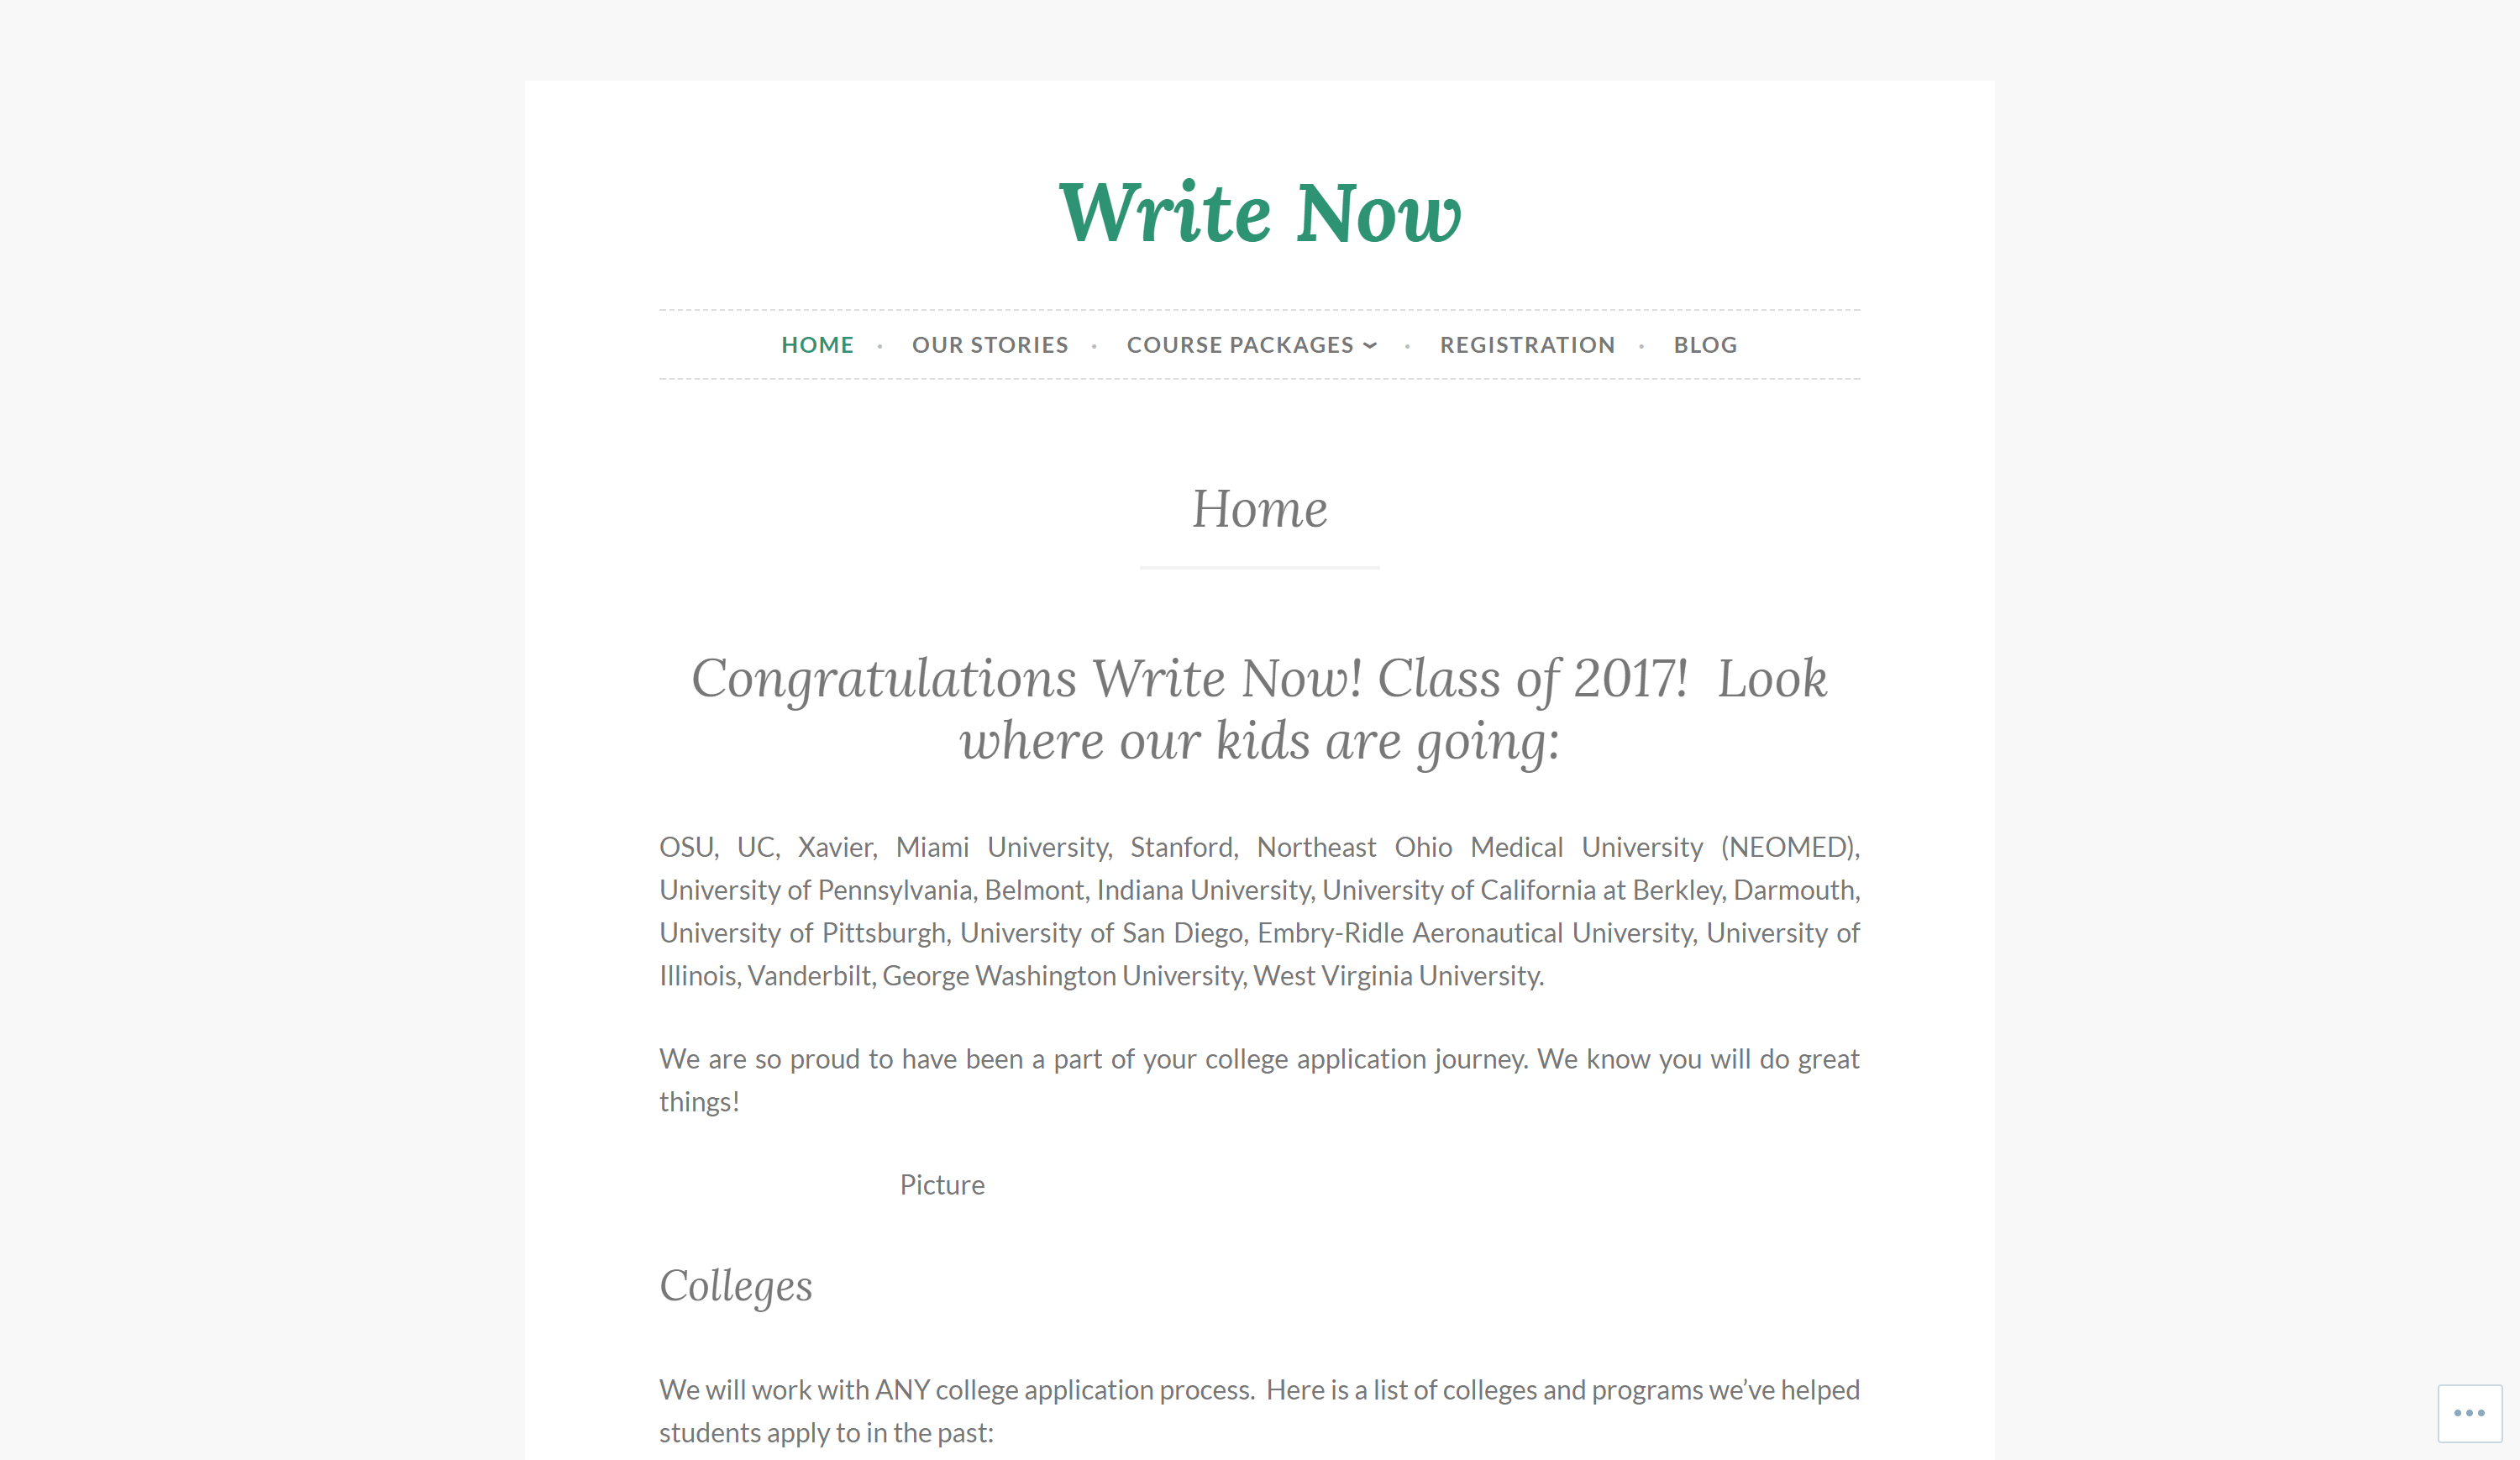 Write Now
HOME
OUR STORIES
COURSE PACKAGES
REGISTRATION
BLOG
Home
Congratulations Write Now! Class of 2017!  Look
where our kids are going:
OSU, UC, Xavier, Miami University, Stanford, Northeast Ohio Medical University (NEOMED),
University of Pennsylvania, Belmont, Indiana University, University of California at Berkley, Darmouth,
University of Pittsburgh, University of San Diego, Embry-Ridle Aeronautical University, University of
Illinois, Vanderbilt, George Washington University, West Virginia University.
We are so proud to have been a part of your college application journey. We know you will do great
things!
Picture
Colleges
We will work with ANY college application process.  Here is a list of colleges and programs we’ve helped
students apply to in the past: